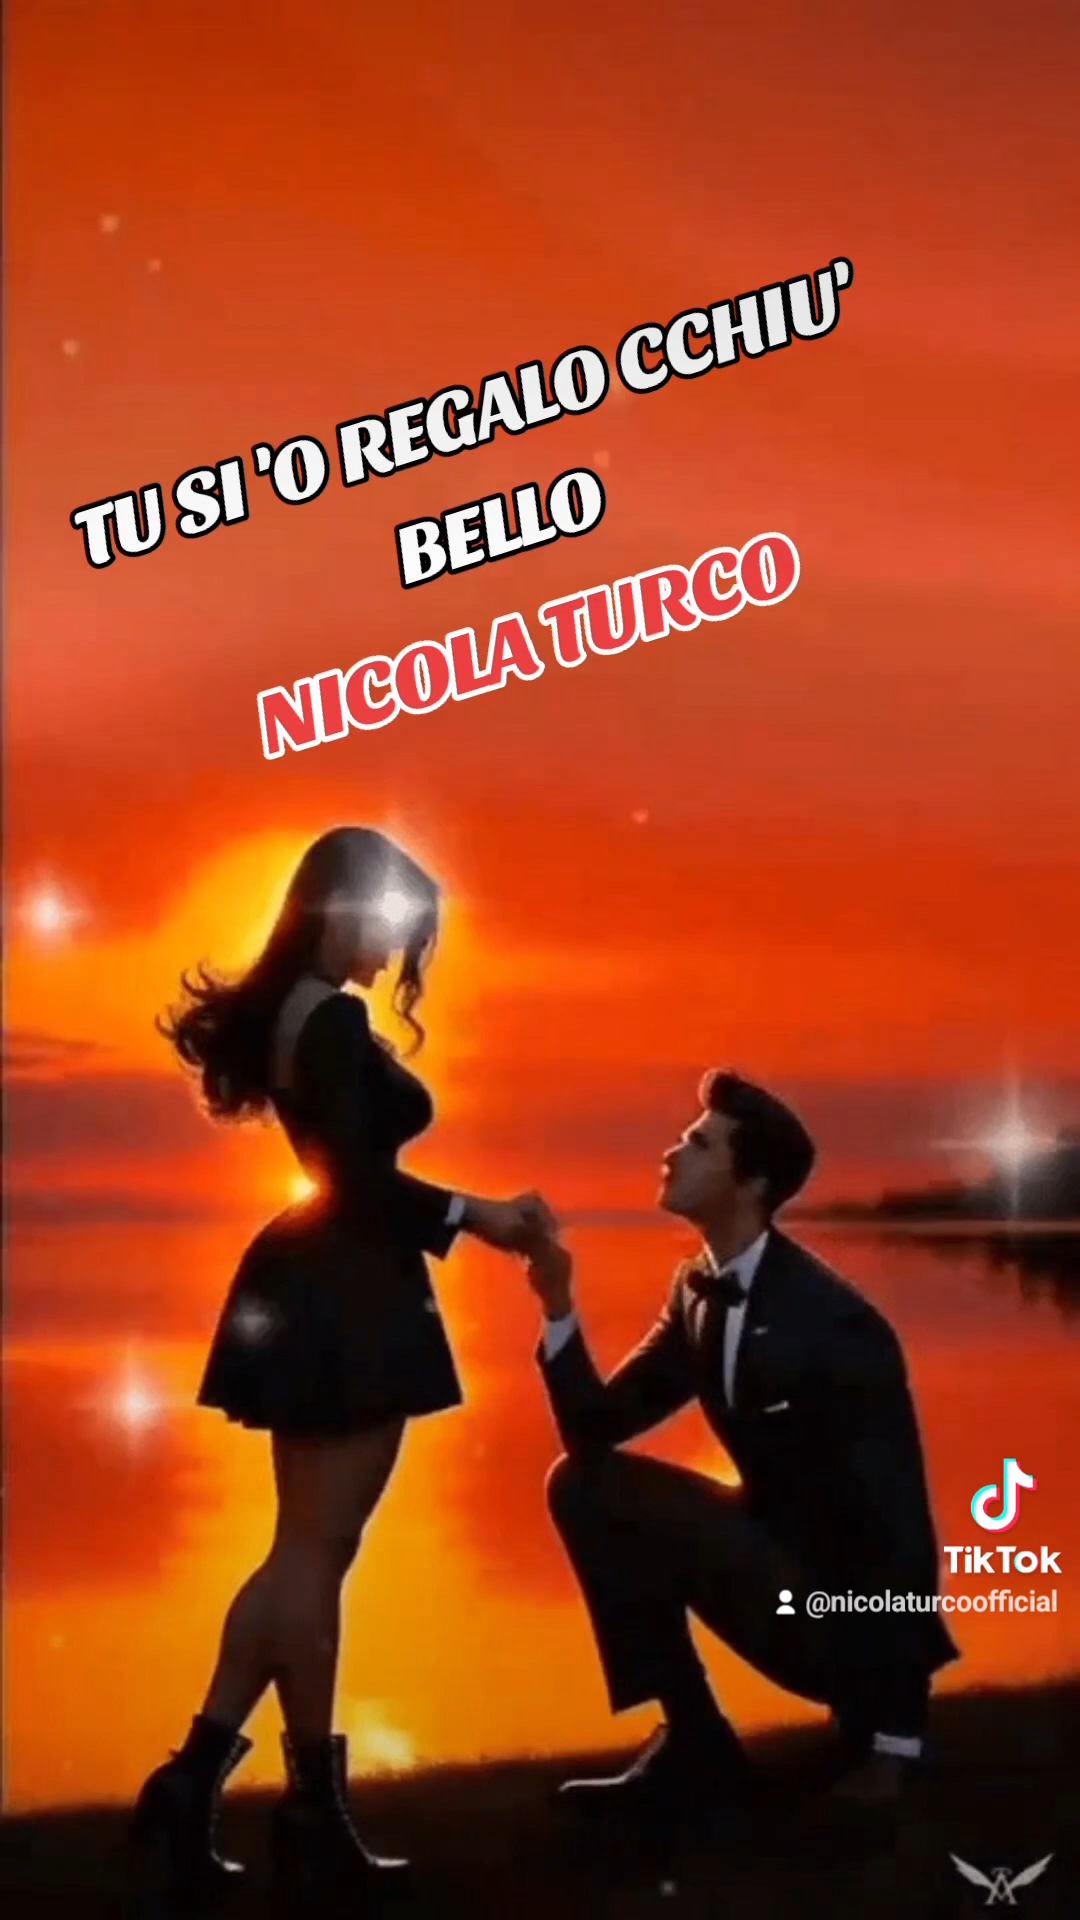 TU SI 'O REGALO CCHIU'
BELLO
NICOLA TURCO
TikTok
@nicolaturcoofficial